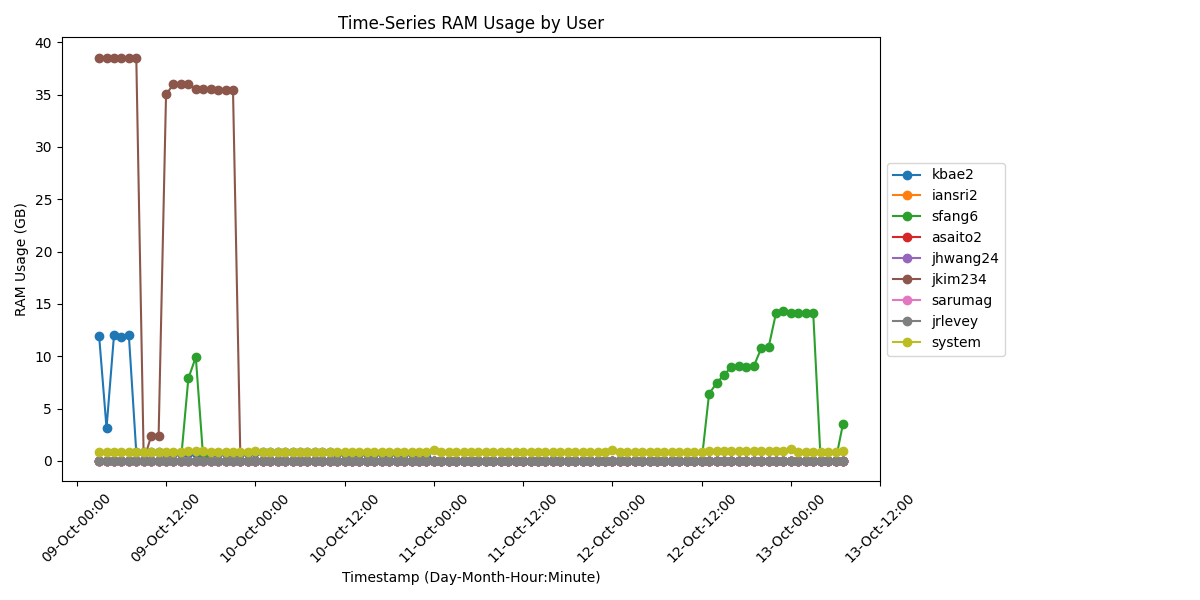 Time-Series RAM Usage by User
40
35
30
25
20
15
10
5
0
RAM Usage (GB)
09-Oct-00:00
09-Oct-12:00
10-Oct-00:00
10-Oct-12:00
11-Oct-00:00
11-Oct-12:00
12-Oct-00:00
12-Oct-12:00
13-Oct-00:00
13-Oct-12:00
Timestamp (Day-Month-Hour:Minute)
kbae2
iansri2
sfang6
asaito2
jhwang24
jkim234
sarumag
jrlevey
system